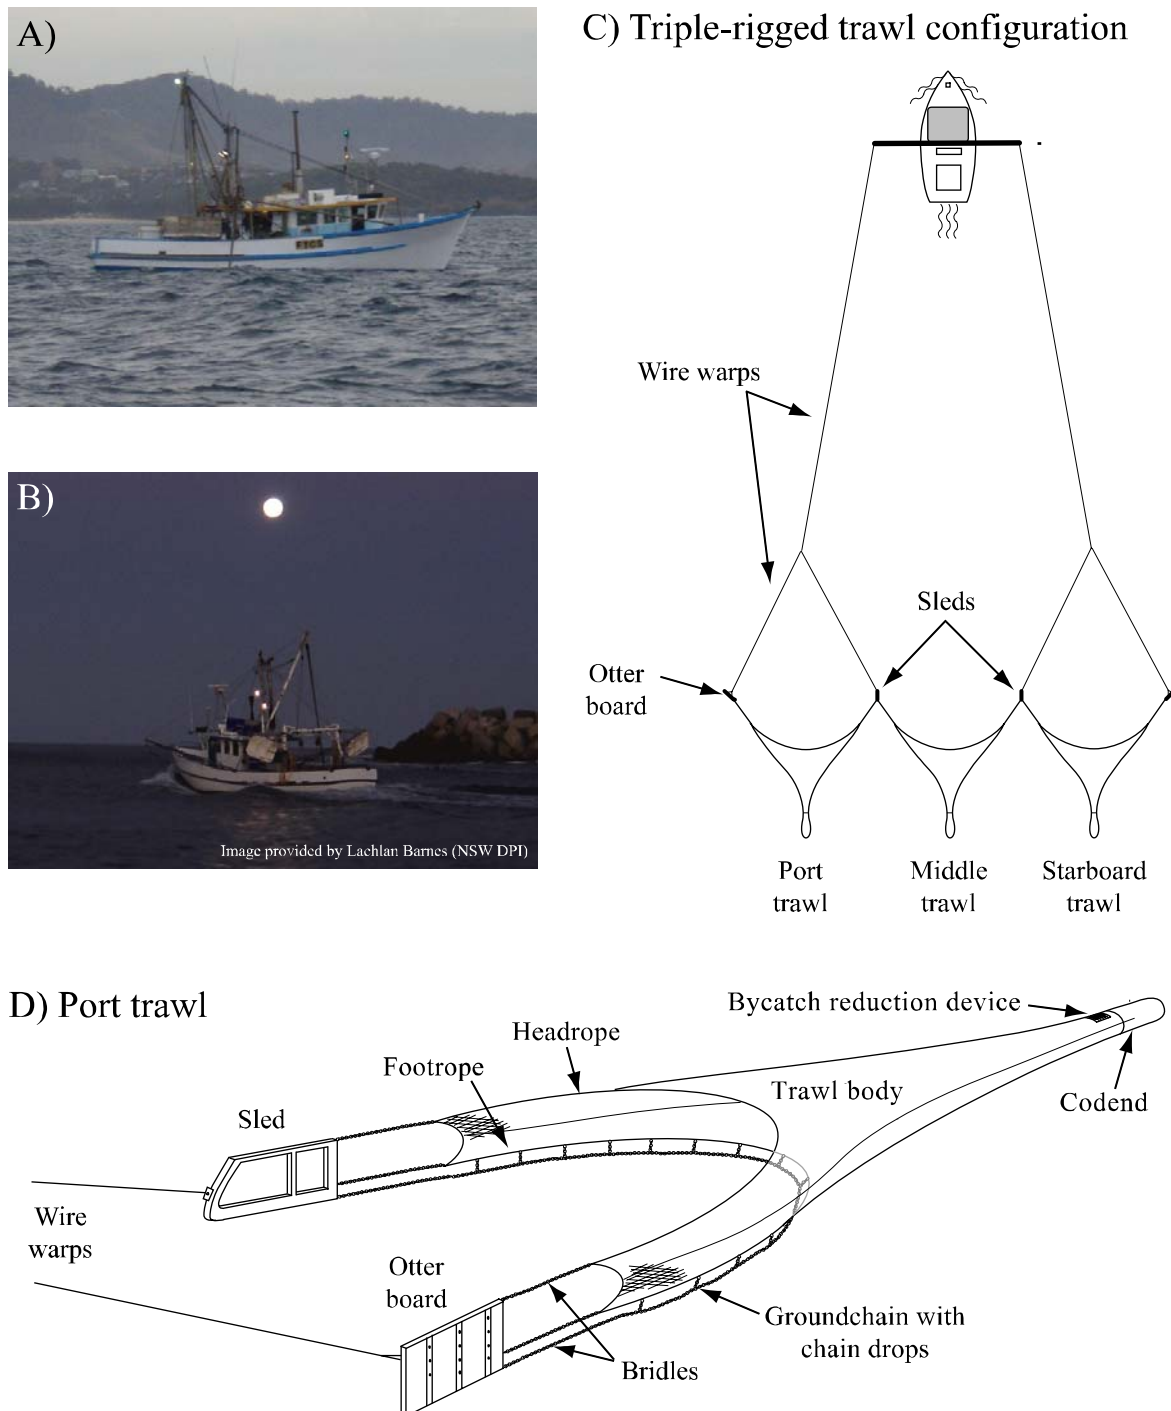 A)
C) Triple-rigged trawl configuration
B)
Image provided by Lachlan Barnes (NSW DPI)
Wire warps
Sleds
Otter
board
Port
trawl
Middle
trawl
Starboard
trawl
D) Port trawl
Bycatch reduction device
Headrope
Footrope
Trawl body
Codend
Sled
Wire
warps
Otter
board
Groundchain with
chain drops
Bridles